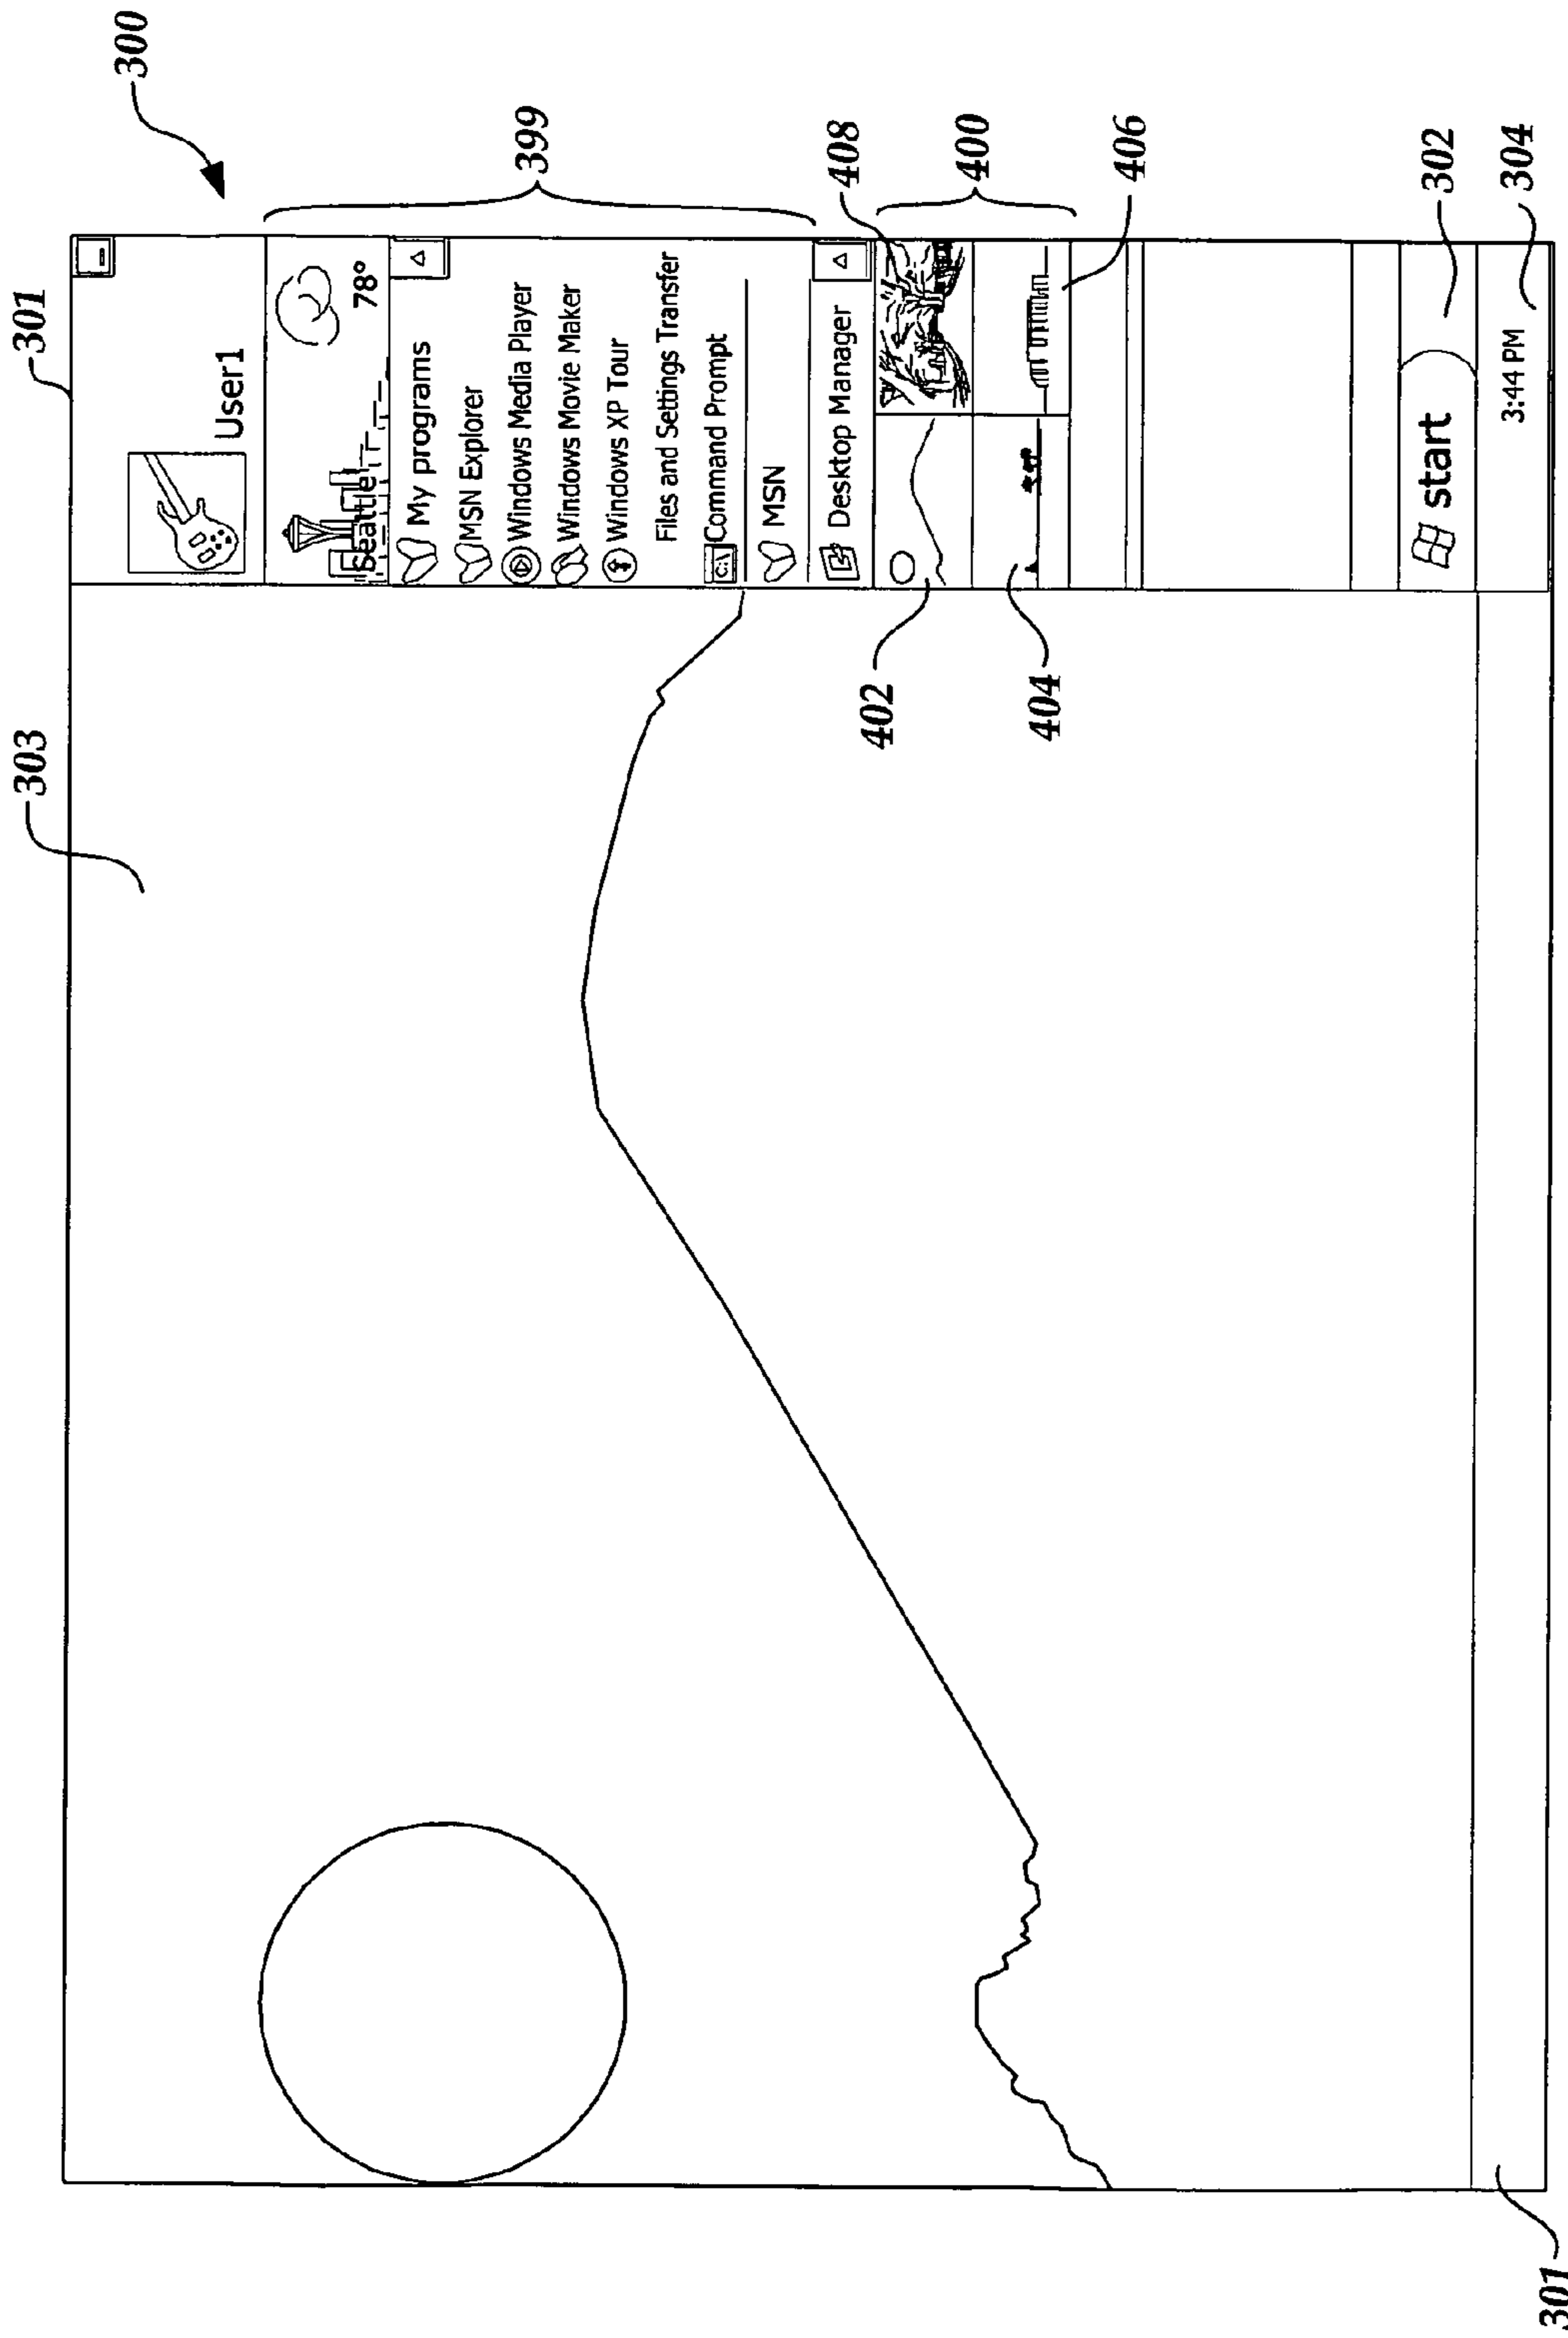 300
301
303
User1
Seattle
78°
399
My programs
MSN Explorer
Windows Media Player
Windows Movie Maker
Windows XP Tour
Files and Settings Transfer
C:\ Command Prompt
MSN
Desktop Manager
408
402
400
404
406
start
302
3:44 PM
304
301